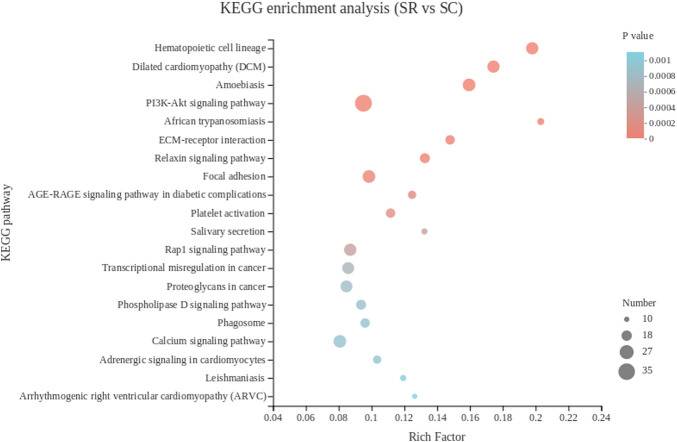 KEGG enrichment analysis (SR vs SC)
KEGG pathway
Hematopoietic cell lineage
Dilated cardiomyopathy (DCM)
Amoebiasis
PI3K-Akt signaling pathway
African trypanosomiasis
ECM-receptor interaction
Relaxin signaling pathway
Focal adhesion
AGE-RAGE signaling pathway in diabetic complications
Platelet activation
Salivary secretion
Rap1 signaling pathway
Transcriptional misregulation in cancer
Proteoglycans in cancer
Phospholipase D signaling pathway
Phagosome
Calcium signaling pathway
Adrenergic signaling in cardiomyocytes
Leishmaniasis
Arrhythmogenic right ventricular cardiomyopathy (ARVC)
0.04 0.06 0.08 0.1 0.12 0.14 0.16 0.18 0.2 0.22 0.24
Rich Factor
P value
0.001
0.0008
0.0006
0.0004
0.0002
0
Number
10
18
27
35